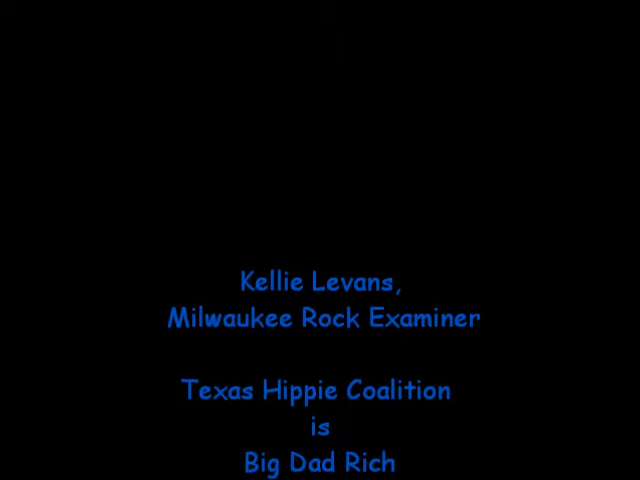 Kellie Levans,
Milwaukee Rock Examiner
Texas Hippie Coalition
is
Big Dad Rich